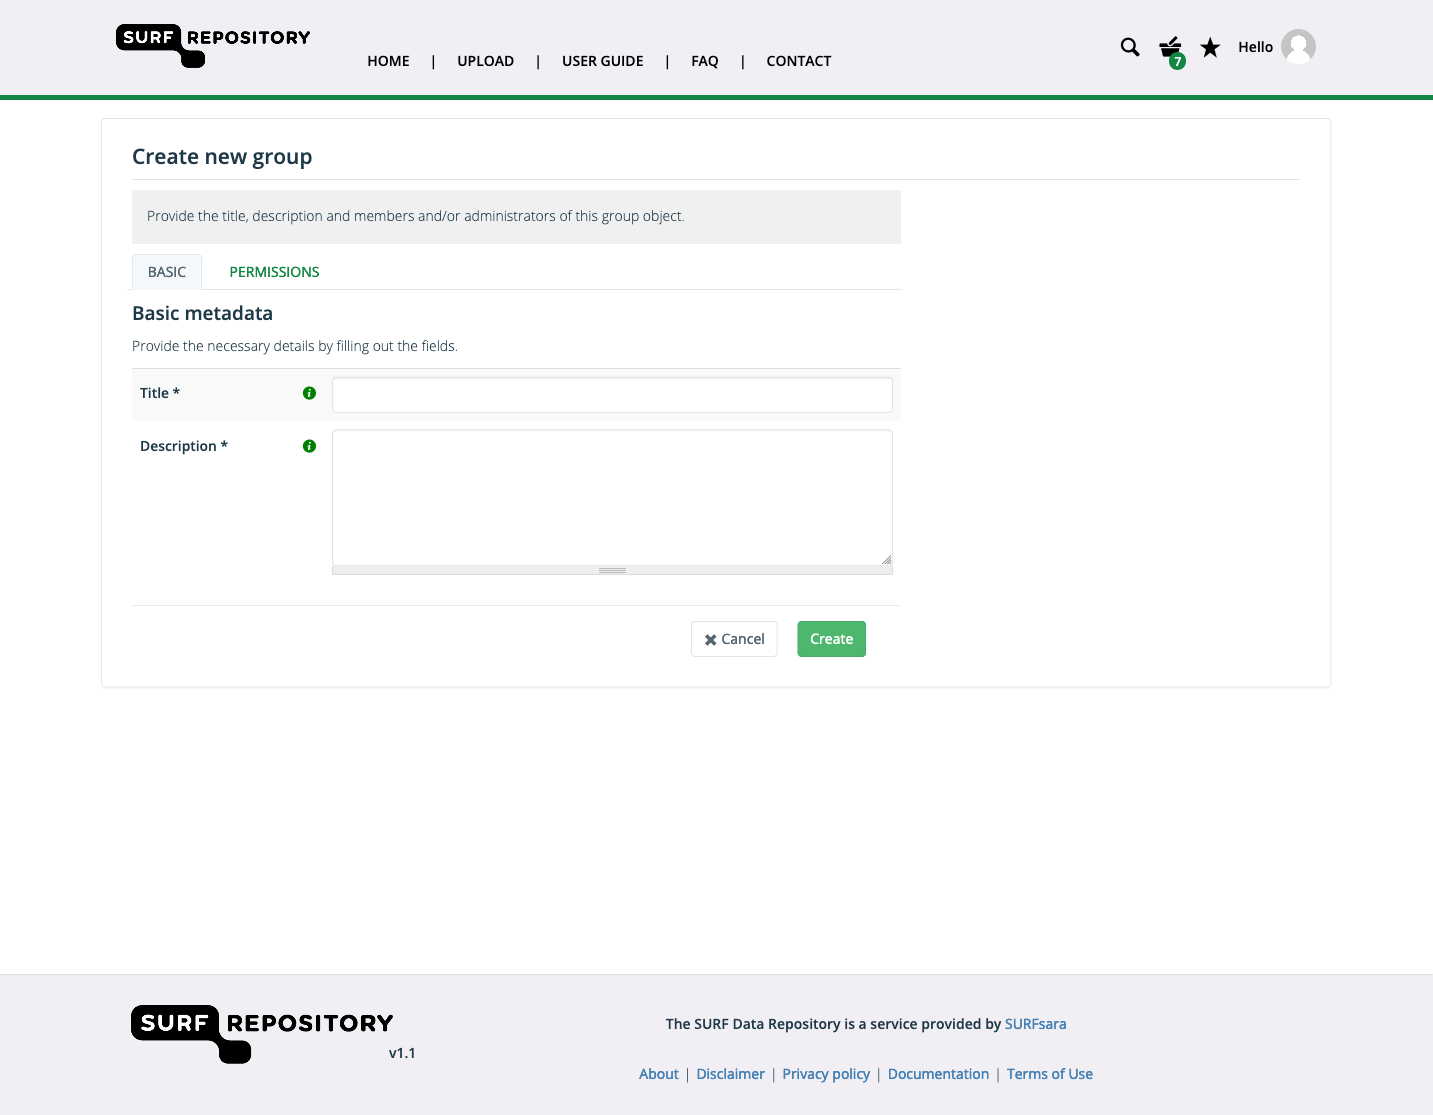 SURF REPOSITORY
HOME | UPLOAD | USER GUIDE | FAQ | CONTACT
7
Hello
Create new group
Provide the title, description and members and/or administrators of this group object.
BASIC PERMISSIONS
Basic metadata
Provide the necessary details by filling out the fields.
Title *
Description *
Cancel Create
SURF REPOSITORY
v1.1
The SURF Data Repository is a service provided by SURFsara
About | Disclaimer | Privacy policy | Documentation | Terms of Use